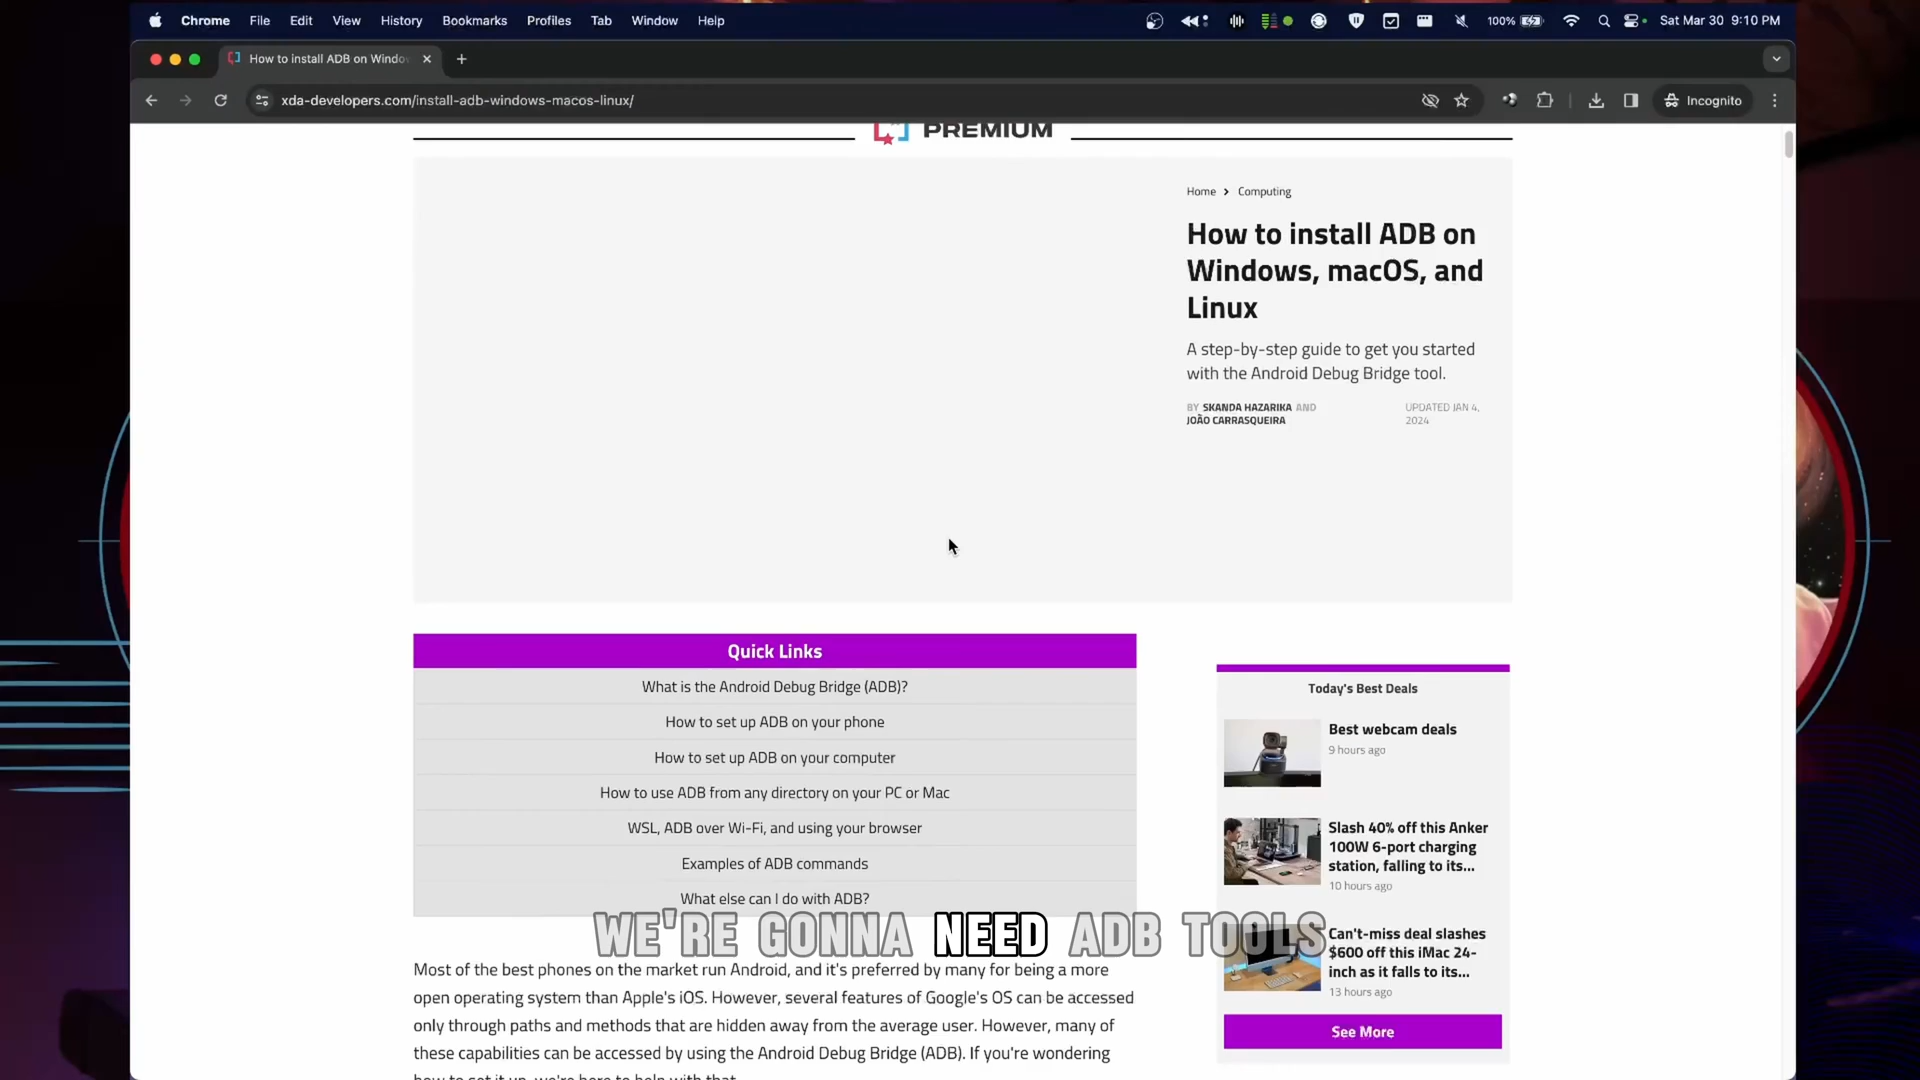 Chrome File Edit View History Bookmarks Profiles Tab Window Help 100% Sat Mar 30 9:10 PM
How to install ADB on Windo
xda-developers.com/install-adb-windows-macos-linux/ Incognito
PREMIUM
Home > Computing
How to install ADB on
Windows, macOS, and
Linux
A step-by-step guide to get you started
with the Android Debug Bridge tool.
BY SKANDA HAZARIKA AND
JOÃO CARRASQUEIRA
UPDATED JAN 4,
2024
Quick Links
What is the Android Debug Bridge (ADB)?
How to set up ADB on your phone
How to set up ADB on your computer
How to use ADB from any directory on your PC or Mac
WSL, ADB over Wi-Fi, and using your browser
Examples of ADB commands
What else can I do with ADB?
Today's Best Deals
Best webcam deals
9 hours ago
Slash 40% off this Anker
100W 6-port charging
station, falling to its...
10 hours ago
Can't-miss deal slashes
$600 off this iMac 24-
inch as it falls to its...
13 hours ago
See More
WE'RE GONNA NEED ADB TOOLS
Most of the best phones on the market run Android, and it's preferred by many for being a more
open operating system than Apple's iOS. However, several features of Google's OS can be accessed
only through paths and methods that are hidden away from the average user. However, many of
these capabilities can be accessed by using the Android Debug Bridge (ADB). If you're wondering
how to set it up, we're here to help with that.